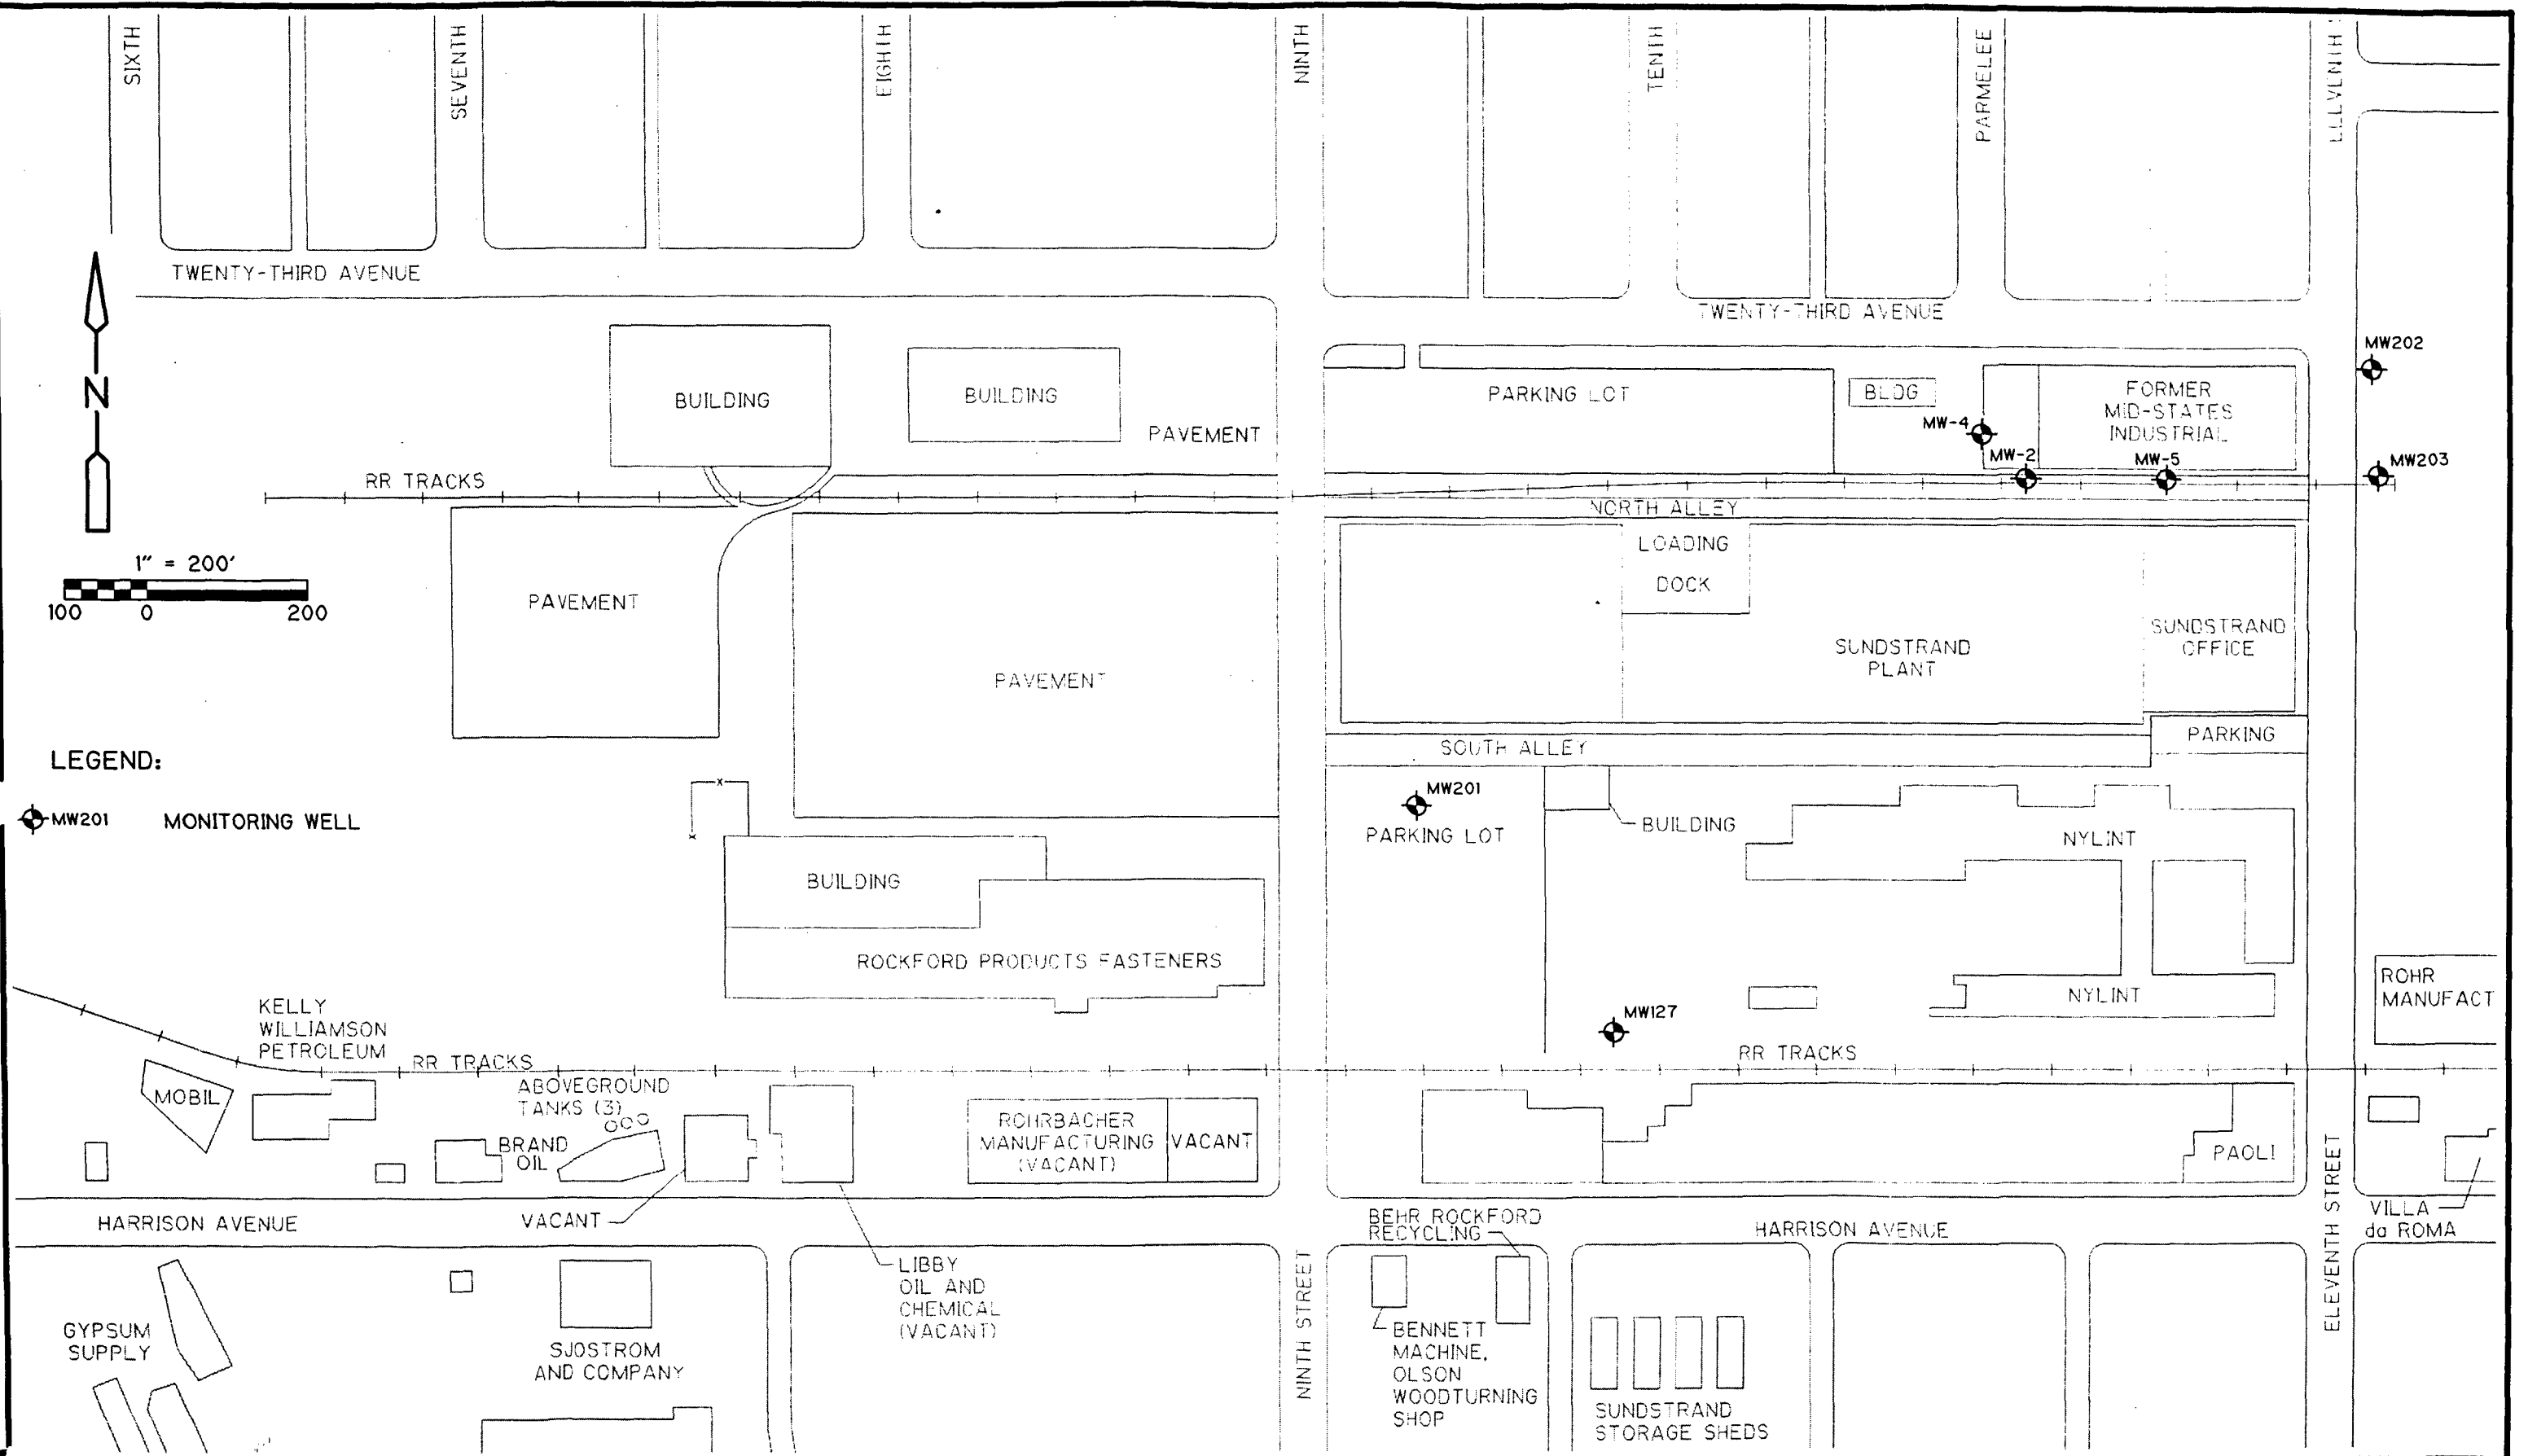 SIXTH
SEVENTH
EIGHTH
NINTH
TENTH
PARMELEE
TWENTY-THIRD AVENUE
TWENTY-THIRD AVENUE
MW202
N
BUILDING
BUILDING
PAVEMENT
PARKING LOT
BLDG
FORMER
MID-STATES
INDUSTRIAL
MW-4
MW-2
MW-5
MW203
RR TRACKS
NORTH ALLEY
1" = 200'
100 0 200
PAVEMENT
LOADING
DOCK
PAVEMENT
SUNDSTRAND
PLANT
SUNDSTRAND
OFFICE
PARKING
SOUTH ALLEY
LEGEND:
MW201 MONITORING WELL
x
x
MW201
PARKING LOT
BUILDING
NYLINT
BUILDING
ROCKFORD PRODUCTS FASTENERS
NYLINT
ROHR
MANUFACT
MW127
KELLY
WILLIAMSON
PETROLEUM
RR TRACKS
RR TRACKS
MOBIL
ABOVEGROUND
TANKS (3)
BRAND
OIL
ROHRBACHER
MANUFACTURING
(VACANT)
VACANT
PAOLI
ELEVENTH STREET
HARRISON AVENUE
VACANT
BEHR ROCKFORD
RECYCLING
HARRISON AVENUE
VILLA
da ROMA
LIBBY
OIL AND
CHEMICAL
(VACANT)
NINTH STREET
GYPSUM
SUPPLY
SJOSTROM
AND COMPANY
BENNETT
MACHINE,
OLSON
WOODTURNING
SHOP
SUNDSTRAND
STORAGE SHEDS